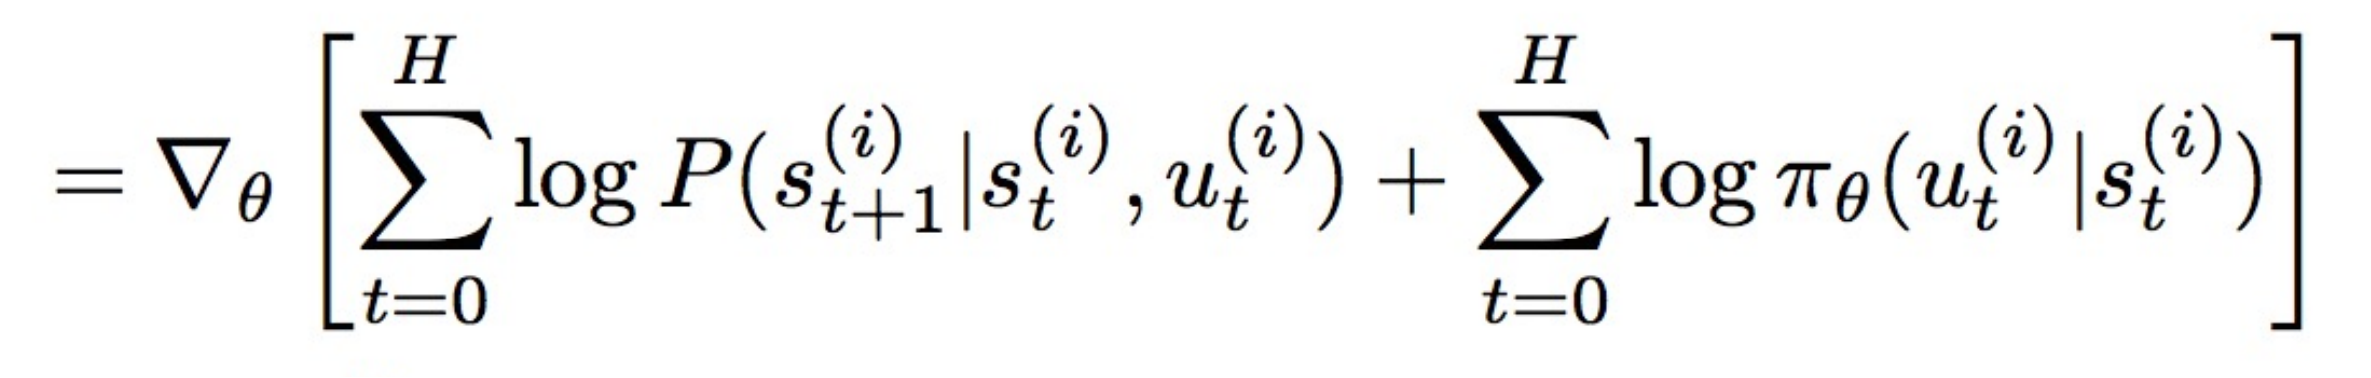 = ∇_θ [ ∑_{t=0}^{H} log P(s_{t+1}^{(i)} | s_t^{(i)}, u_t^{(i)}) + ∑_{t=0}^{H} log π_θ(u_t^{(i)} | s_t^{(i)}) ]